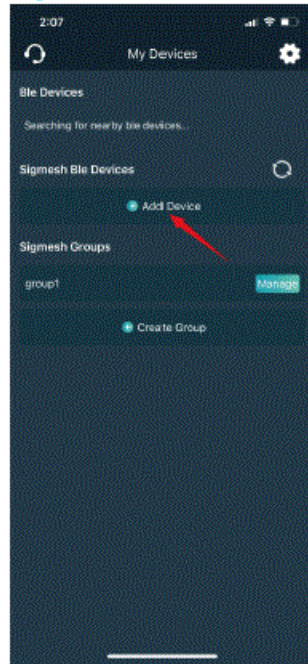 2:07
My Devices
Ble Devices
Searching for nearby ble devices...
Sigmesh Ble Devices
Add Device
Sigmesh Groups
group1
Manage
Create Group